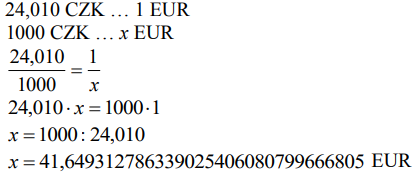 24,010 CZK … 1 EUR
1000 CZK … x EUR
24,010/1000 = 1/x
24,010 · x = 1000 · 1
x = 1000 : 24,010
x = 41,649312786339025406080799666805 EUR